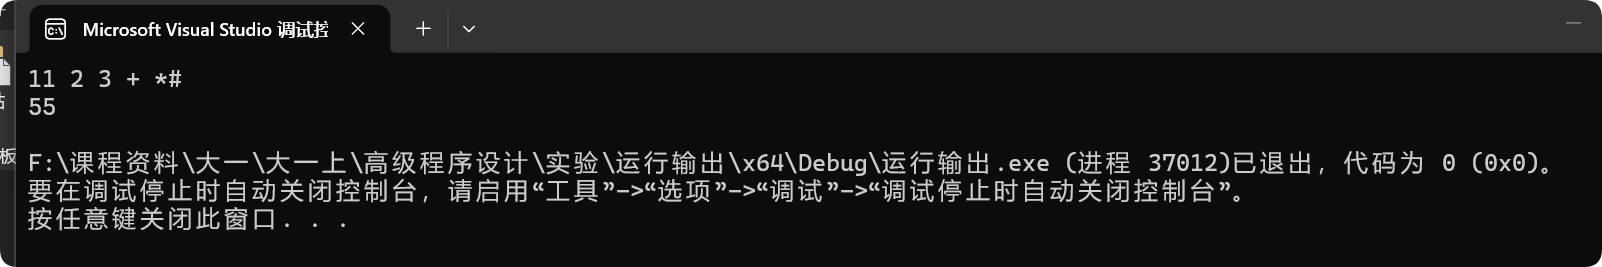 Microsoft Visual Studio 调试控
11 2 3 + *#
55
F:\课程资料\大一\大一上\高级程序设计\实验\运行输出\x64\Debug\运行输出.exe (进程 37012)已退出，代码为 0 (0x0)。
要在调试停止时自动关闭控制台，请启用“工具”->“选项”->“调试”->“调试停止时自动关闭控制台”。
按任意键关闭此窗口. . .
板